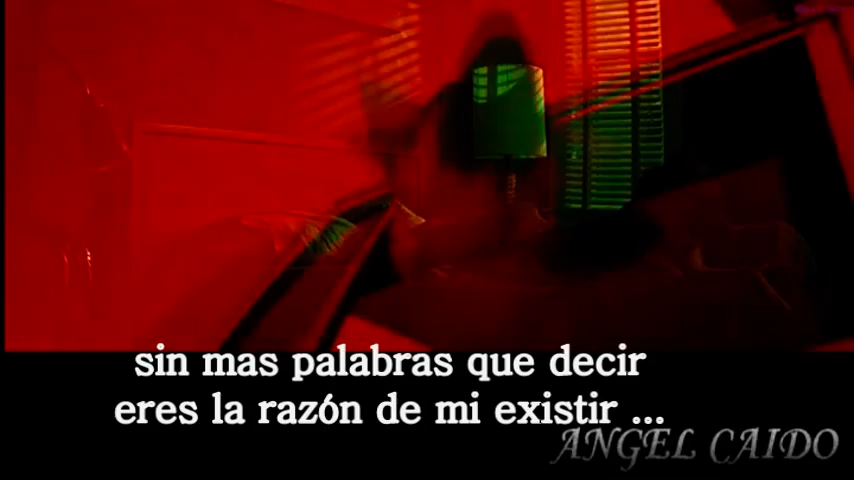 sin mas palabras que decir
eres la razón de mi existir ...
ANGEL CAIDO